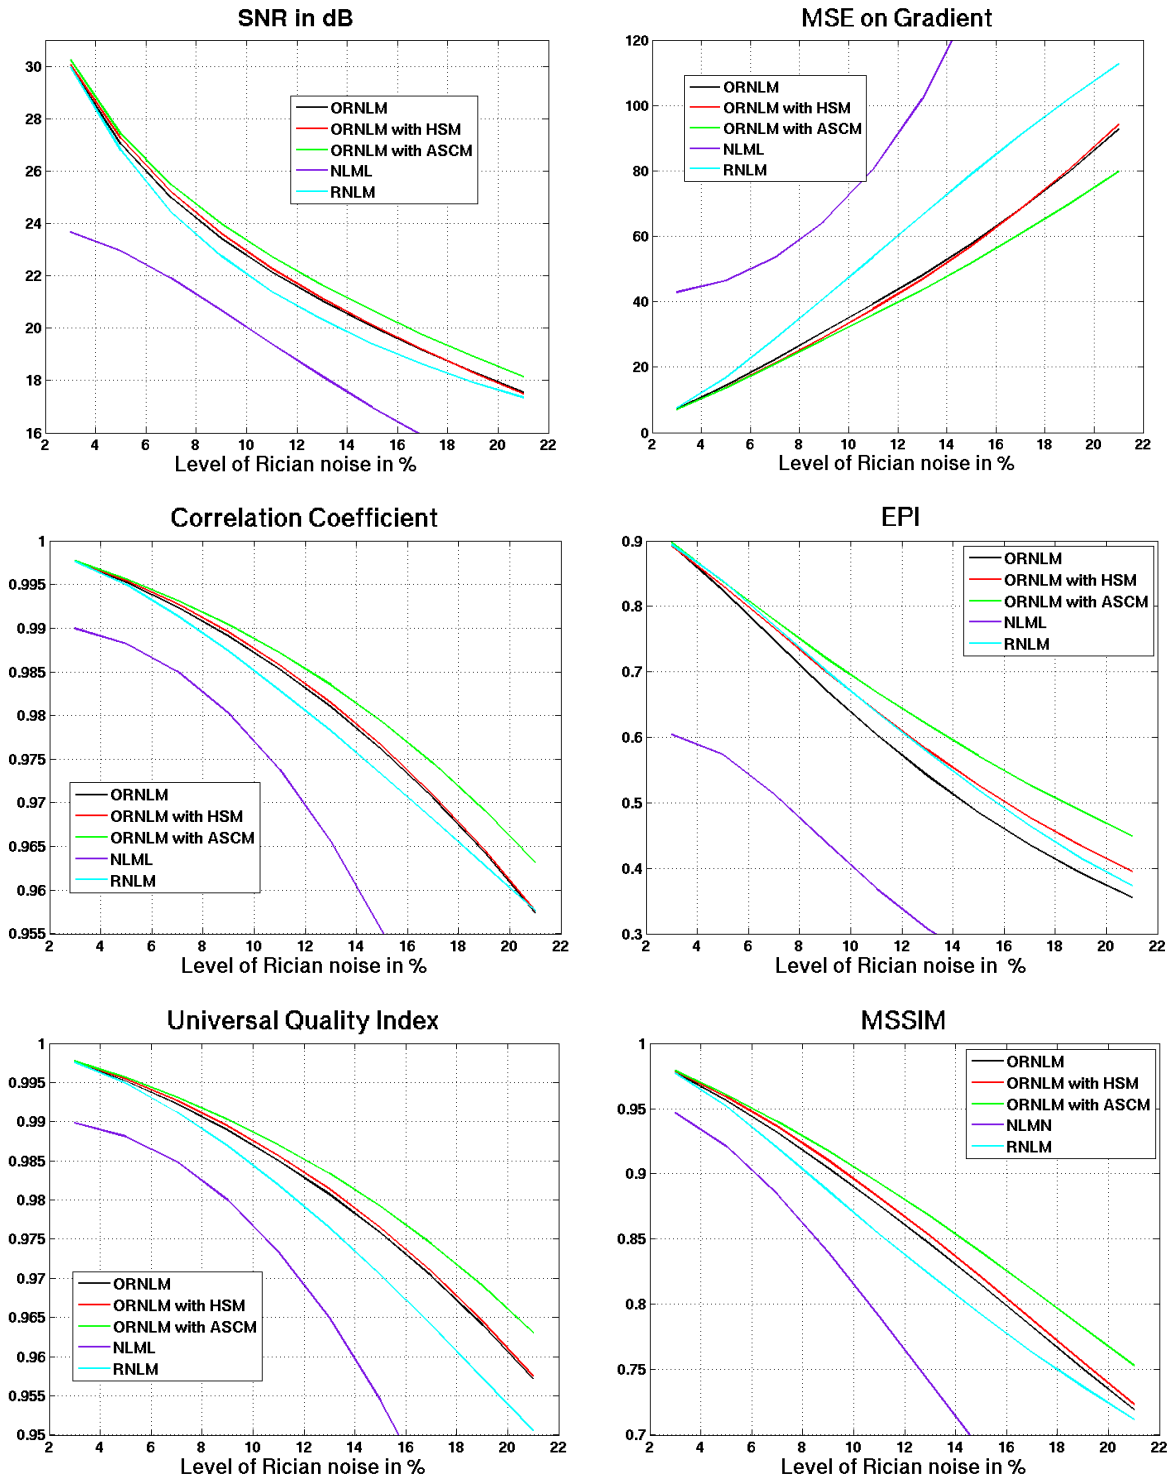 SNR in dB
30
28
26
24
22
20
18
16
2 4 6 8 10 12 14 16 18 20 22
Level of Rician noise in %
ORNLM
ORNLM with HSM
ORNLM with ASCM
NLML
RNLM
MSE on Gradient
120
100
80
60
40
20
0
2 4 6 8 10 12 14 16 18 20 22
Level of Rician noise in %
ORNLM
ORNLM with HSM
ORNLM with ASCM
NLML
RNLM
Correlation Coefficient
1
0.995
0.99
0.985
0.98
0.975
0.97
0.965
0.96
0.955
2 4 6 8 10 12 14 16 18 20 22
Level of Rician noise in %
ORNLM
ORNLM with HSM
ORNLM with ASCM
NLML
RNLM
EPI
0.9
0.8
0.7
0.6
0.5
0.4
0.3
2 4 6 8 10 12 14 16 18 20 22
Level of Rician noise in %
ORNLM
ORNLM with HSM
ORNLM with ASCM
NLML
RNLM
Universal Quality Index
1
0.995
0.99
0.985
0.98
0.975
0.97
0.965
0.96
0.955
0.95
2 4 6 8 10 12 14 16 18 20 22
Level of Rician noise in %
ORNLM
ORNLM with HSM
ORNLM with ASCM
NLML
RNLM
MSSIM
1
0.95
0.9
0.85
0.8
0.75
0.7
2 4 6 8 10 12 14 16 18 20 22
Level of Rician noise in %
ORNLM
ORNLM with HSM
ORNLM with ASCM
NLMN
RNLM